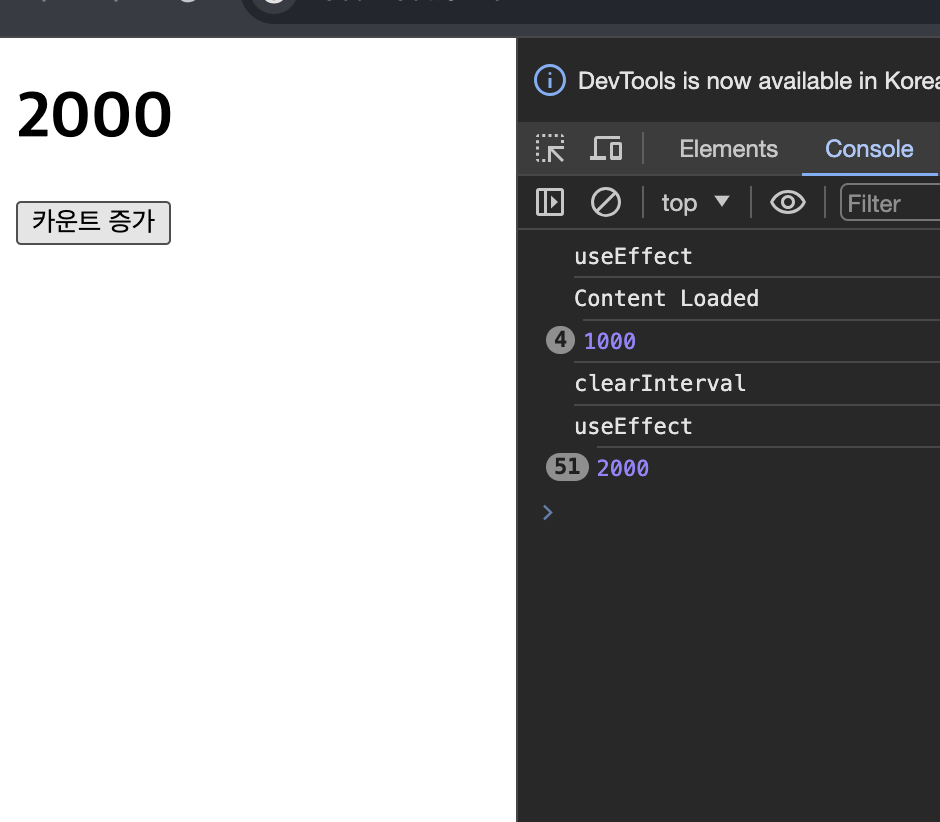 2000
카운트 증가
DevTools is now available in
Elements Console
top Filter
useEffect
Content Loaded
4 1000
clearInterval
useEffect
51 2000